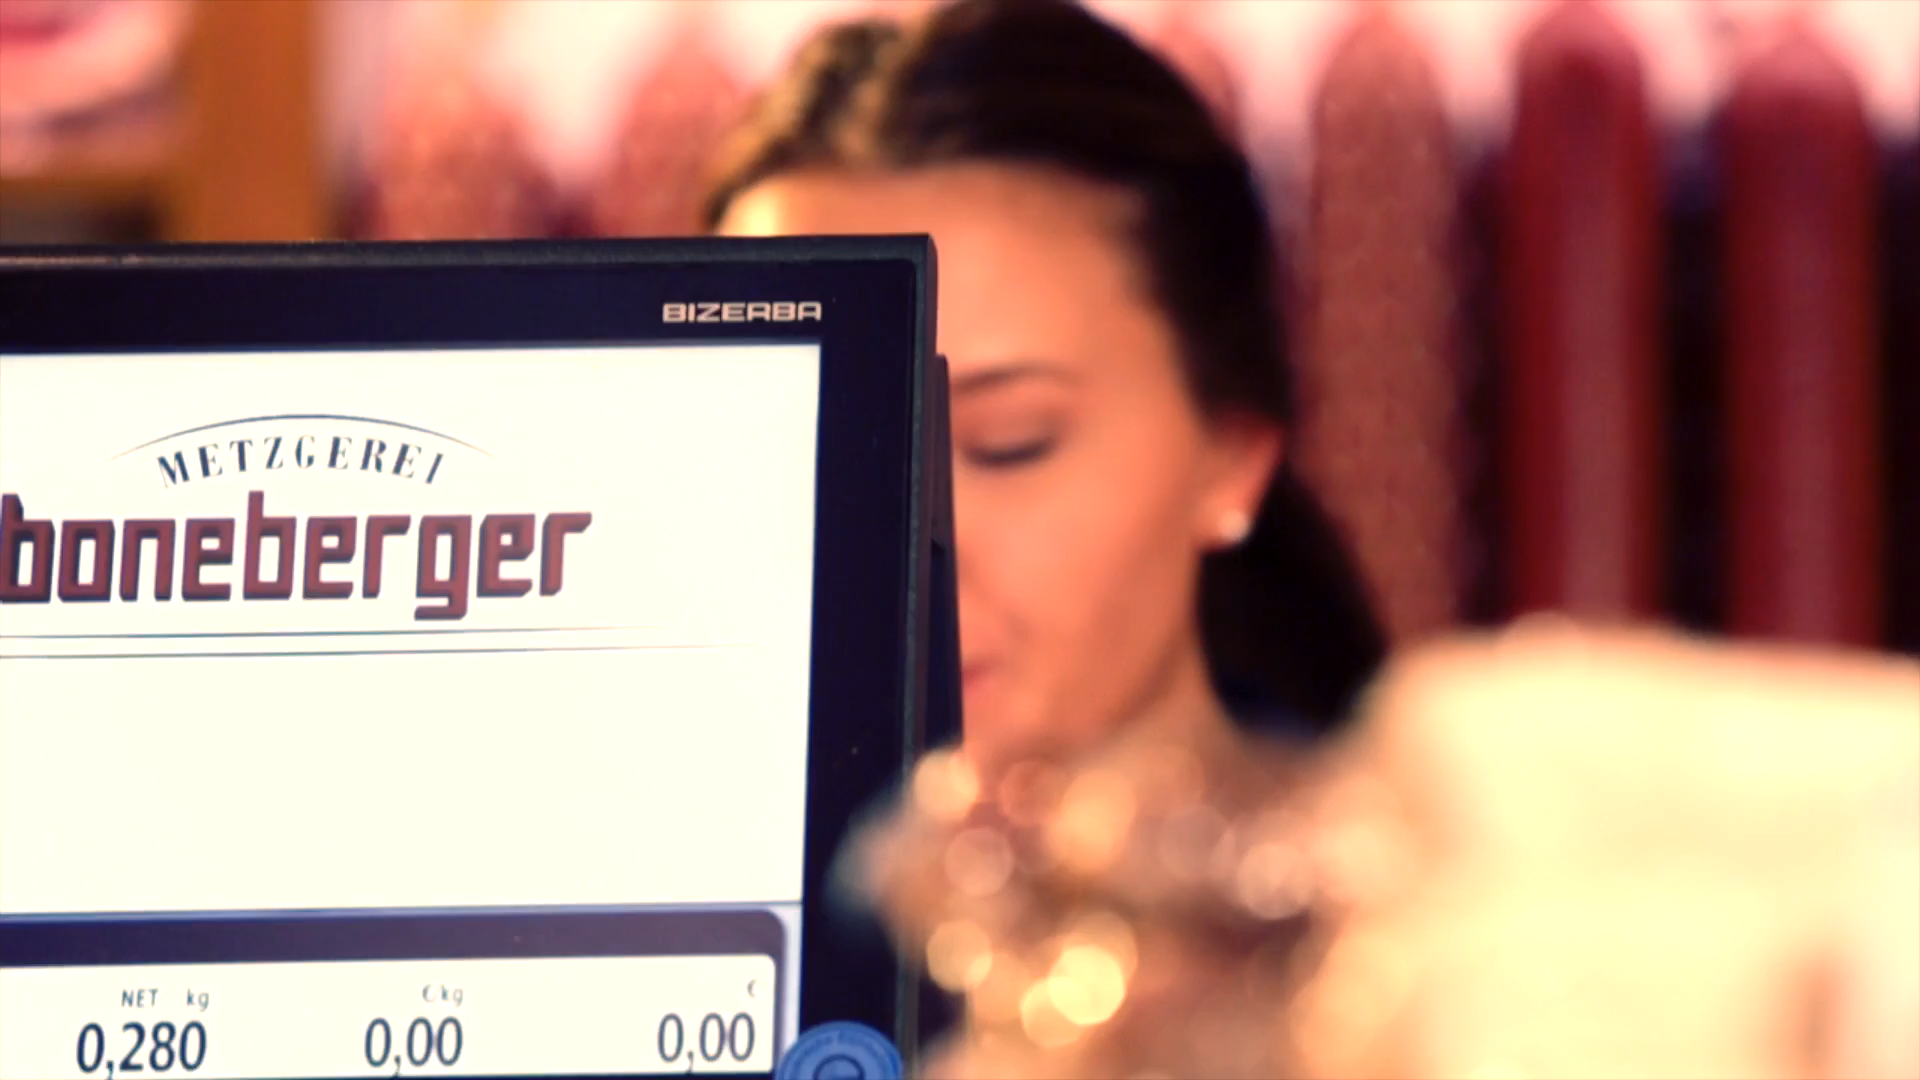 BIZERBA
METZGEREI
boneberger
NET kg
€/kg
€
0,280
0,00
0,00